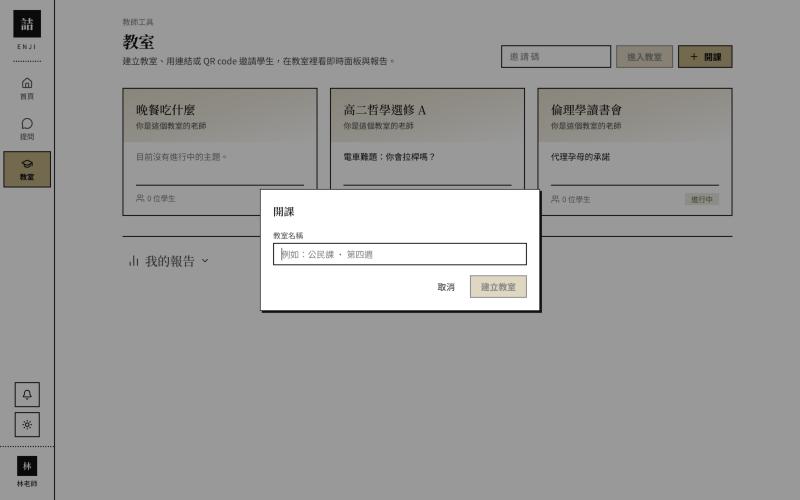 詰
ENJI
首頁
提問
教室
林
林老師
教師工具
教室
建立教室、用連結或 QR code 邀請學生，在教室裡看即時面板與報告。
邀請碼
進入教室
＋ 開課
晚餐吃什麼
你是這個教室的老師
目前沒有進行中的主題。
0 位學生
高二哲學選修 A
你是這個教室的老師
電車難題：你會拉桿嗎？
倫理學讀書會
你是這個教室的老師
代理孕母的承諾
0 位學生
進行中
我的報告
開課
教室名稱
例如：公民課 · 第四週
取消
建立教室